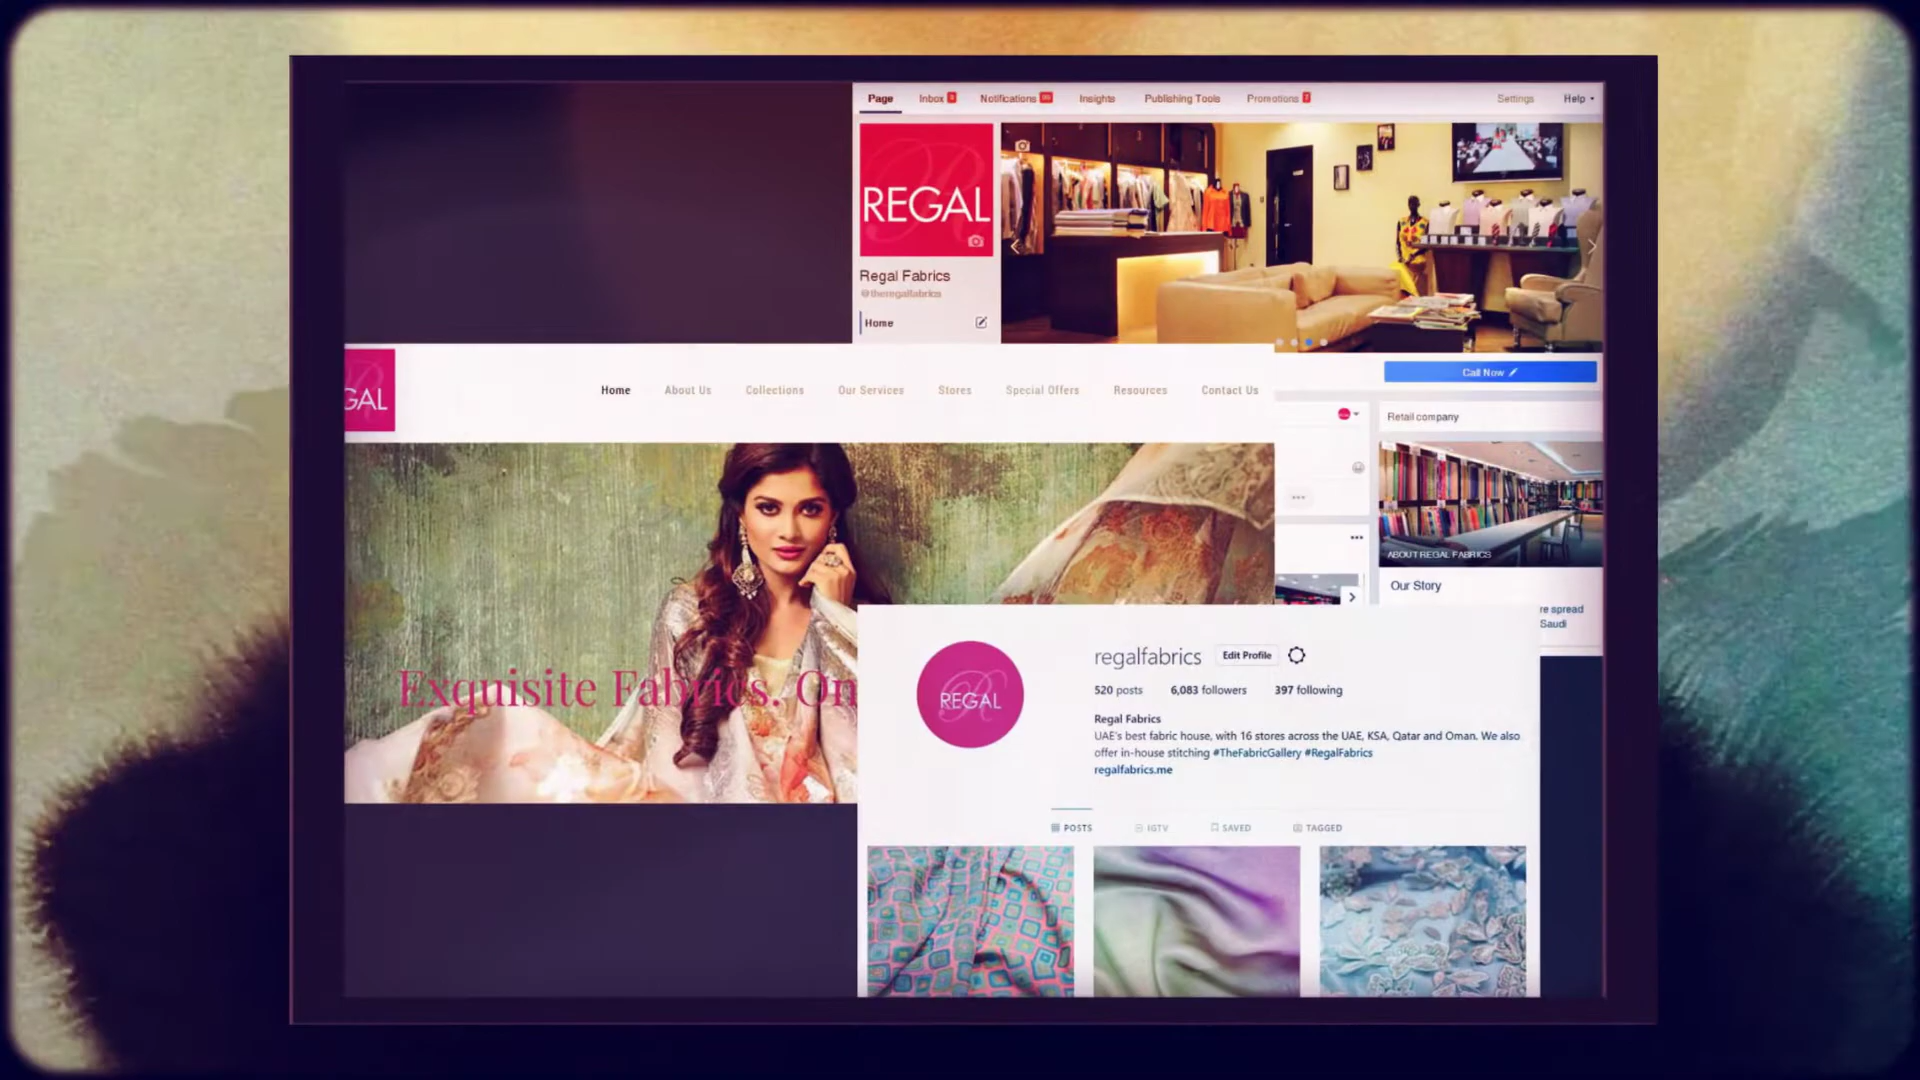 Page Inbox Notifications Insights Publishing Tools Promotions 7 Settings Help
REGAL
Regal Fabrics
@theregalfabrics
Home
Call Now
Retail company
ABOUT REGAL FABRICS
Our Story
re spread
Saudi
GAL
Home About Us Collections Our Services Stores Special Offers Resources Contact Us
Exquisite Fabrics. On
REGAL
regalfabrics Edit Profile
520 posts 6,083 followers 397 following
Regal Fabrics
UAE's best fabric house, with 16 stores across the UAE, KSA, Qatar and Oman. We also
offer in-house stitching #TheFabricGallery #RegalFabrics
regalfabrics.me
POSTS IGTV SAVED TAGGED